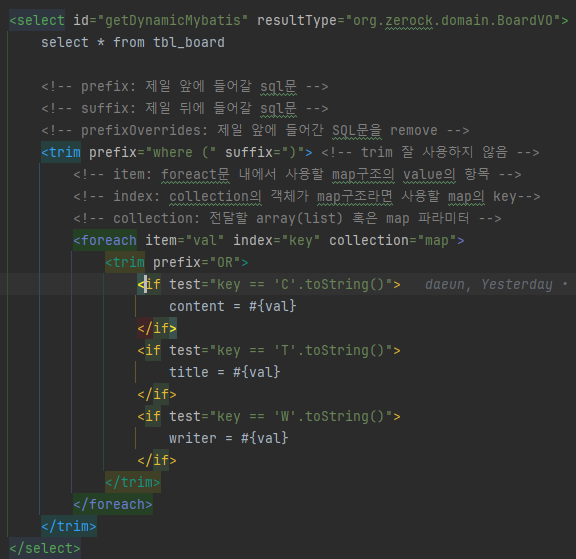 <select id="getDynamicMybatis" resultType="org.zerock.domain.BoardVO">
select * from tbl_board
<!-- prefix: 제일 앞에 들어갈 sql문 -->
<!-- suffix: 제일 뒤에 들어갈 sql문 -->
<!-- prefixOverrides: 제일 앞에 들어간 SQL문을 remove -->
<trim prefix="where (" suffix=")"> <!-- trim 잘 사용하지 않음 -->
<!-- item: foreact문 내에서 사용할 map구조의 value의 항목 -->
<!-- index: collection의 객체가 map구조라면 사용할 map의 key-->
<!-- collection: 전달할 array(list) 혹은 map 파라미터 -->
<foreach item="val" index="key" collection="map">
<trim prefix="OR">
<if test="key == 'C'.toString()"> daeun, Yesterday •
content = #{val}
</if>
<if test="key == 'T'.toString()">
title = #{val}
</if>
<if test="key == 'W'.toString()">
writer = #{val}
</if>
</trim>
</foreach>
</trim>
</select>